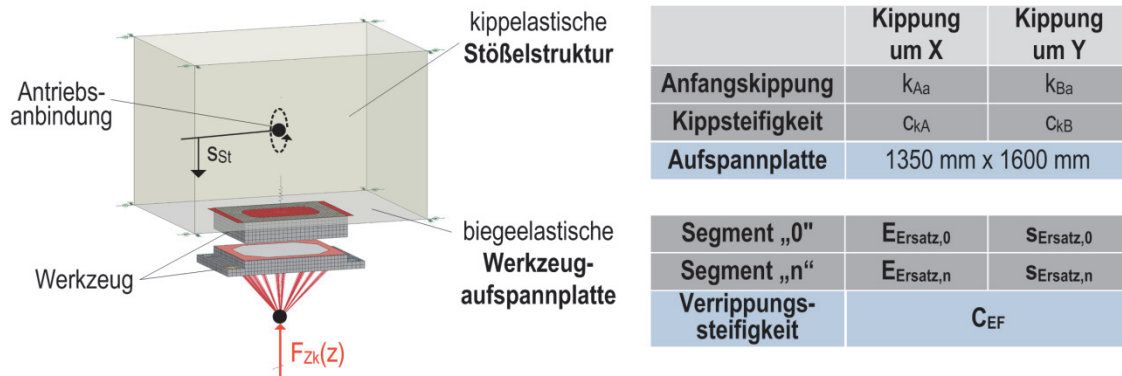 kippelastische
Stößelstruktur
Antriebs-
anbindung
sSt
Werkzeug
biegeelastische
Werkzeug-
aufspannplatte
FZk(z)
Kippung um X Kippung um Y
Anfangskippung kAa kBa
Kippsteifigkeit ckA ckB
Aufspannplatte 1350 mm x 1600 mm
Segment „0" EErsatz,0 sErsatz,0
Segment „n“ EErsatz,n sErsatz,n
Verrippungs-
steifigkeit CEF